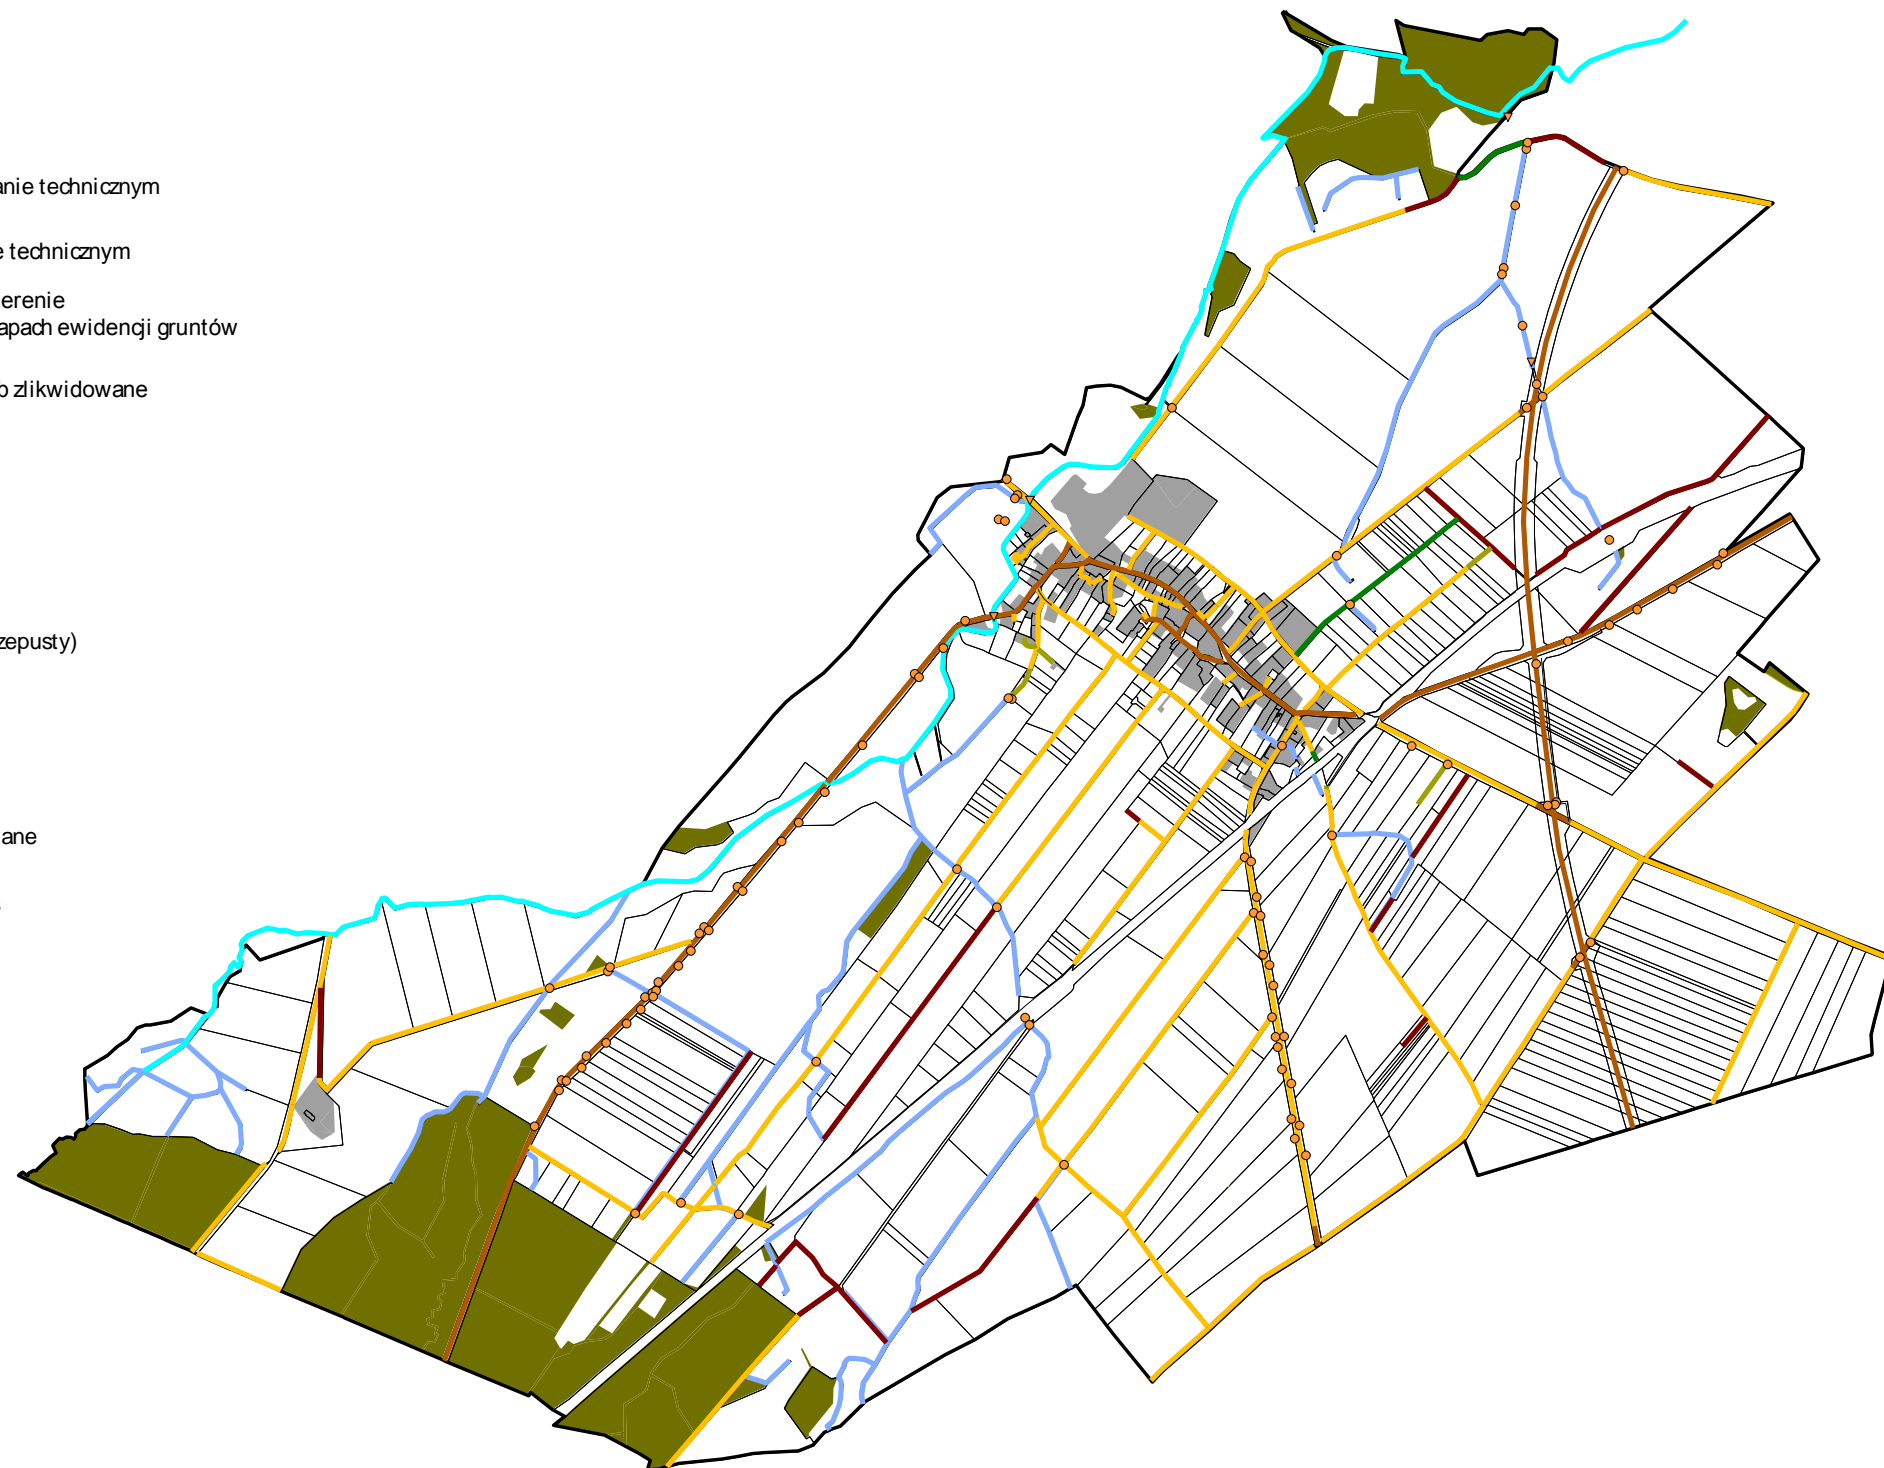 anie technicznym
e technicznym
erenie
apach ewidencji gruntów
b zlikwidowane
zepusty)
ane